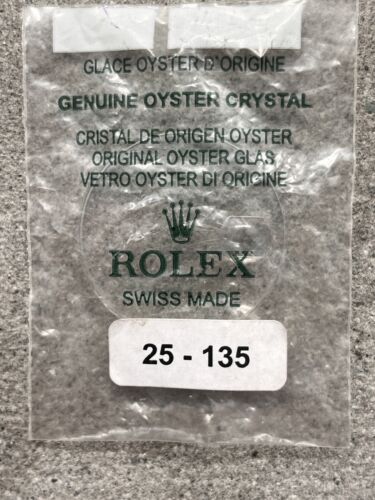 GLACE OYSTER D'ORIGINE
GENUINE OYSTER CRYSTAL
CRISTAL DE ORIGEN OYSTER
ORIGINAL OYSTER GLAS
VETRO OYSTER DI ORIGINE
ROLEX
SWISS MADE
25 - 135